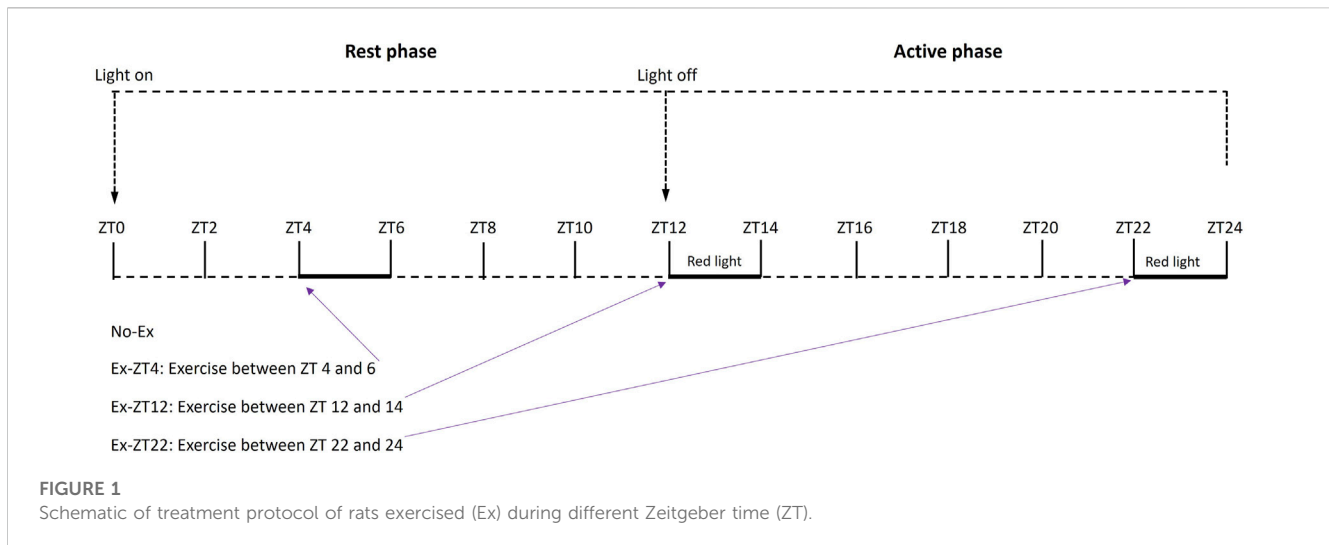 Rest phase Active phase
Light on Light off
ZT0 ZT2 ZT4 ZT6 ZT8 ZT10 ZT12 ZT14 ZT16 ZT18 ZT20 ZT22 ZT24
Red light Red light
No-Ex
Ex-ZT4: Exercise between ZT 4 and 6
Ex-ZT12: Exercise between ZT 12 and 14
Ex-ZT22: Exercise between ZT 22 and 24
FIGURE 1
Schematic of treatment protocol of rats exercised (Ex) during different Zeitgeber time (ZT).